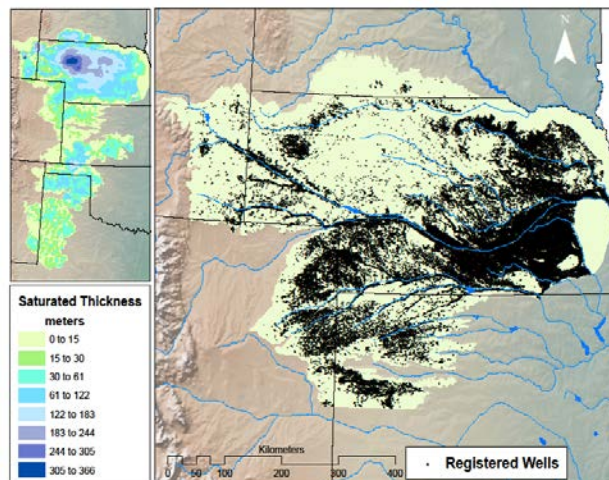 Saturated Thickness
meters
0 to 15
15 to 30
30 to 61
61 to 122
122 to 183
183 to 244
244 to 305
305 to 366
N
Kilometers
0 25 50 100 200 300 400
Registered Wells